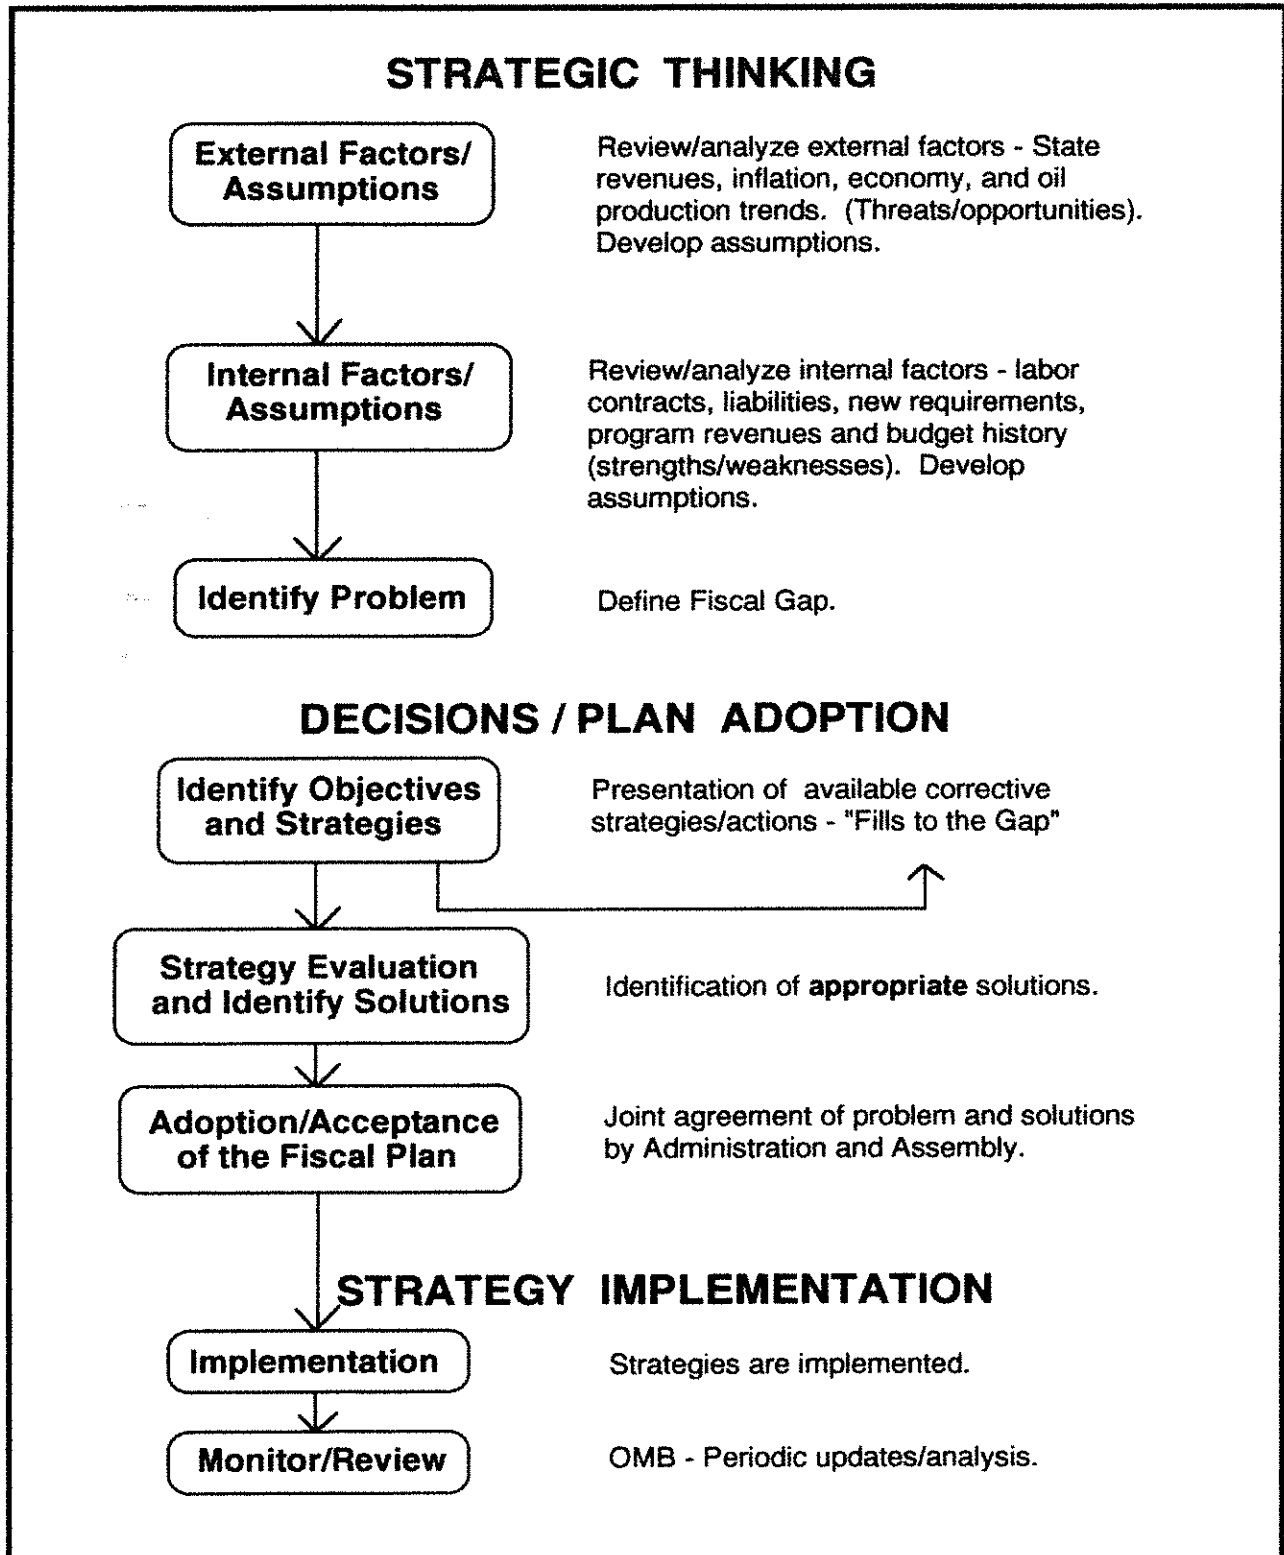 STRATEGIC THINKING
External Factors/
Assumptions
Review/analyze external factors - State
revenues, inflation, economy, and oil
production trends. (Threats/opportunities).
Develop assumptions.
Internal Factors/
Assumptions
Review/analyze internal factors - labor
contracts, liabilities, new requirements,
program revenues and budget history
(strengths/weaknesses). Develop
assumptions.
Identify Problem
Define Fiscal Gap.
DECISIONS / PLAN ADOPTION
Identify Objectives
and Strategies
Presentation of available corrective
strategies/actions - "Fills to the Gap"
Strategy Evaluation
and Identify Solutions
Identification of appropriate solutions.
Adoption/Acceptance
of the Fiscal Plan
Joint agreement of problem and solutions
by Administration and Assembly.
STRATEGY IMPLEMENTATION
Implementation
Strategies are implemented.
Monitor/Review
OMB - Periodic updates/analysis.